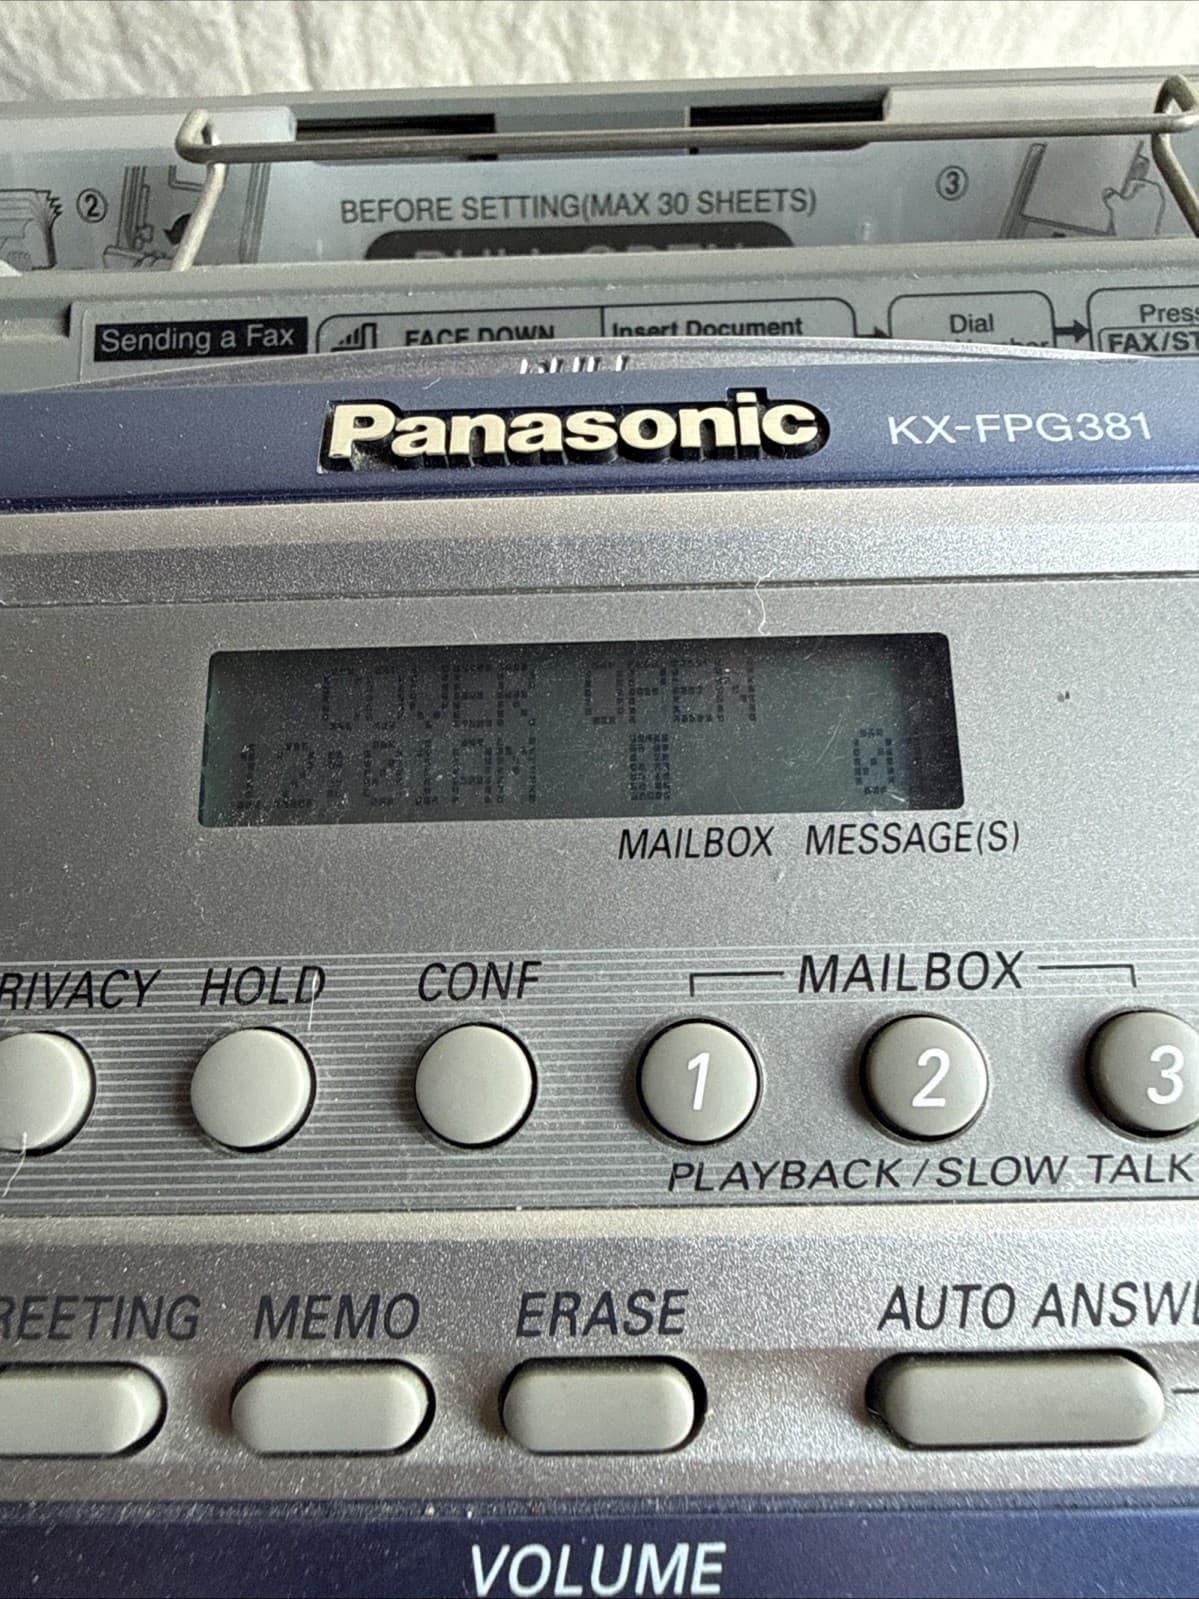 ②
③
BEFORE SETTING(MAX 30 SHEETS)
Sending a Fax
FACE DOWN
Insert Document
Dial
Press
FAX/ST
Panasonic
KX-FPG381
COVER OPEN
12:01AM 0 0
MAILBOX MESSAGE(S)
RIVACY HOLD CONF MAILBOX
1 2 3
PLAYBACK/SLOW TALK
REETING MEMO ERASE AUTO ANSWE
VOLUME